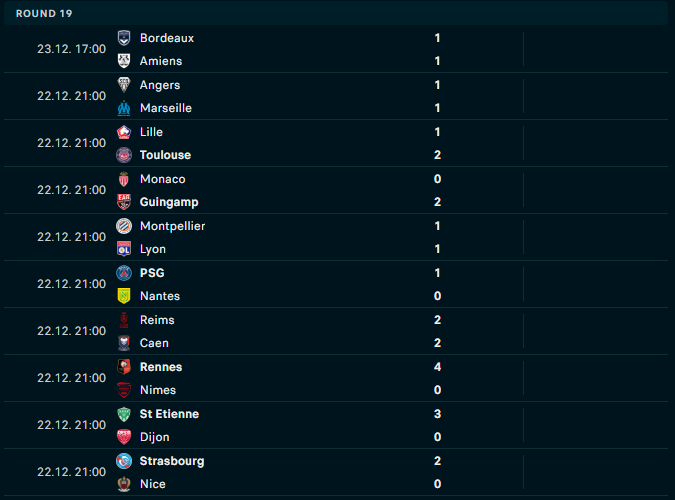 ROUND 19
23.12. 17:00 Bordeaux 1
Amiens 1
22.12. 21:00 Angers 1
Marseille 1
22.12. 21:00 Lille 1
Toulouse 2
22.12. 21:00 Monaco 0
Guingamp 2
22.12. 21:00 Montpellier 1
Lyon 1
22.12. 21:00 PSG 1
Nantes 0
22.12. 21:00 Reims 2
Caen 2
22.12. 21:00 Rennes 4
Nimes 0
22.12. 21:00 St Etienne 3
Dijon 0
22.12. 21:00 Strasbourg 2
Nice 0